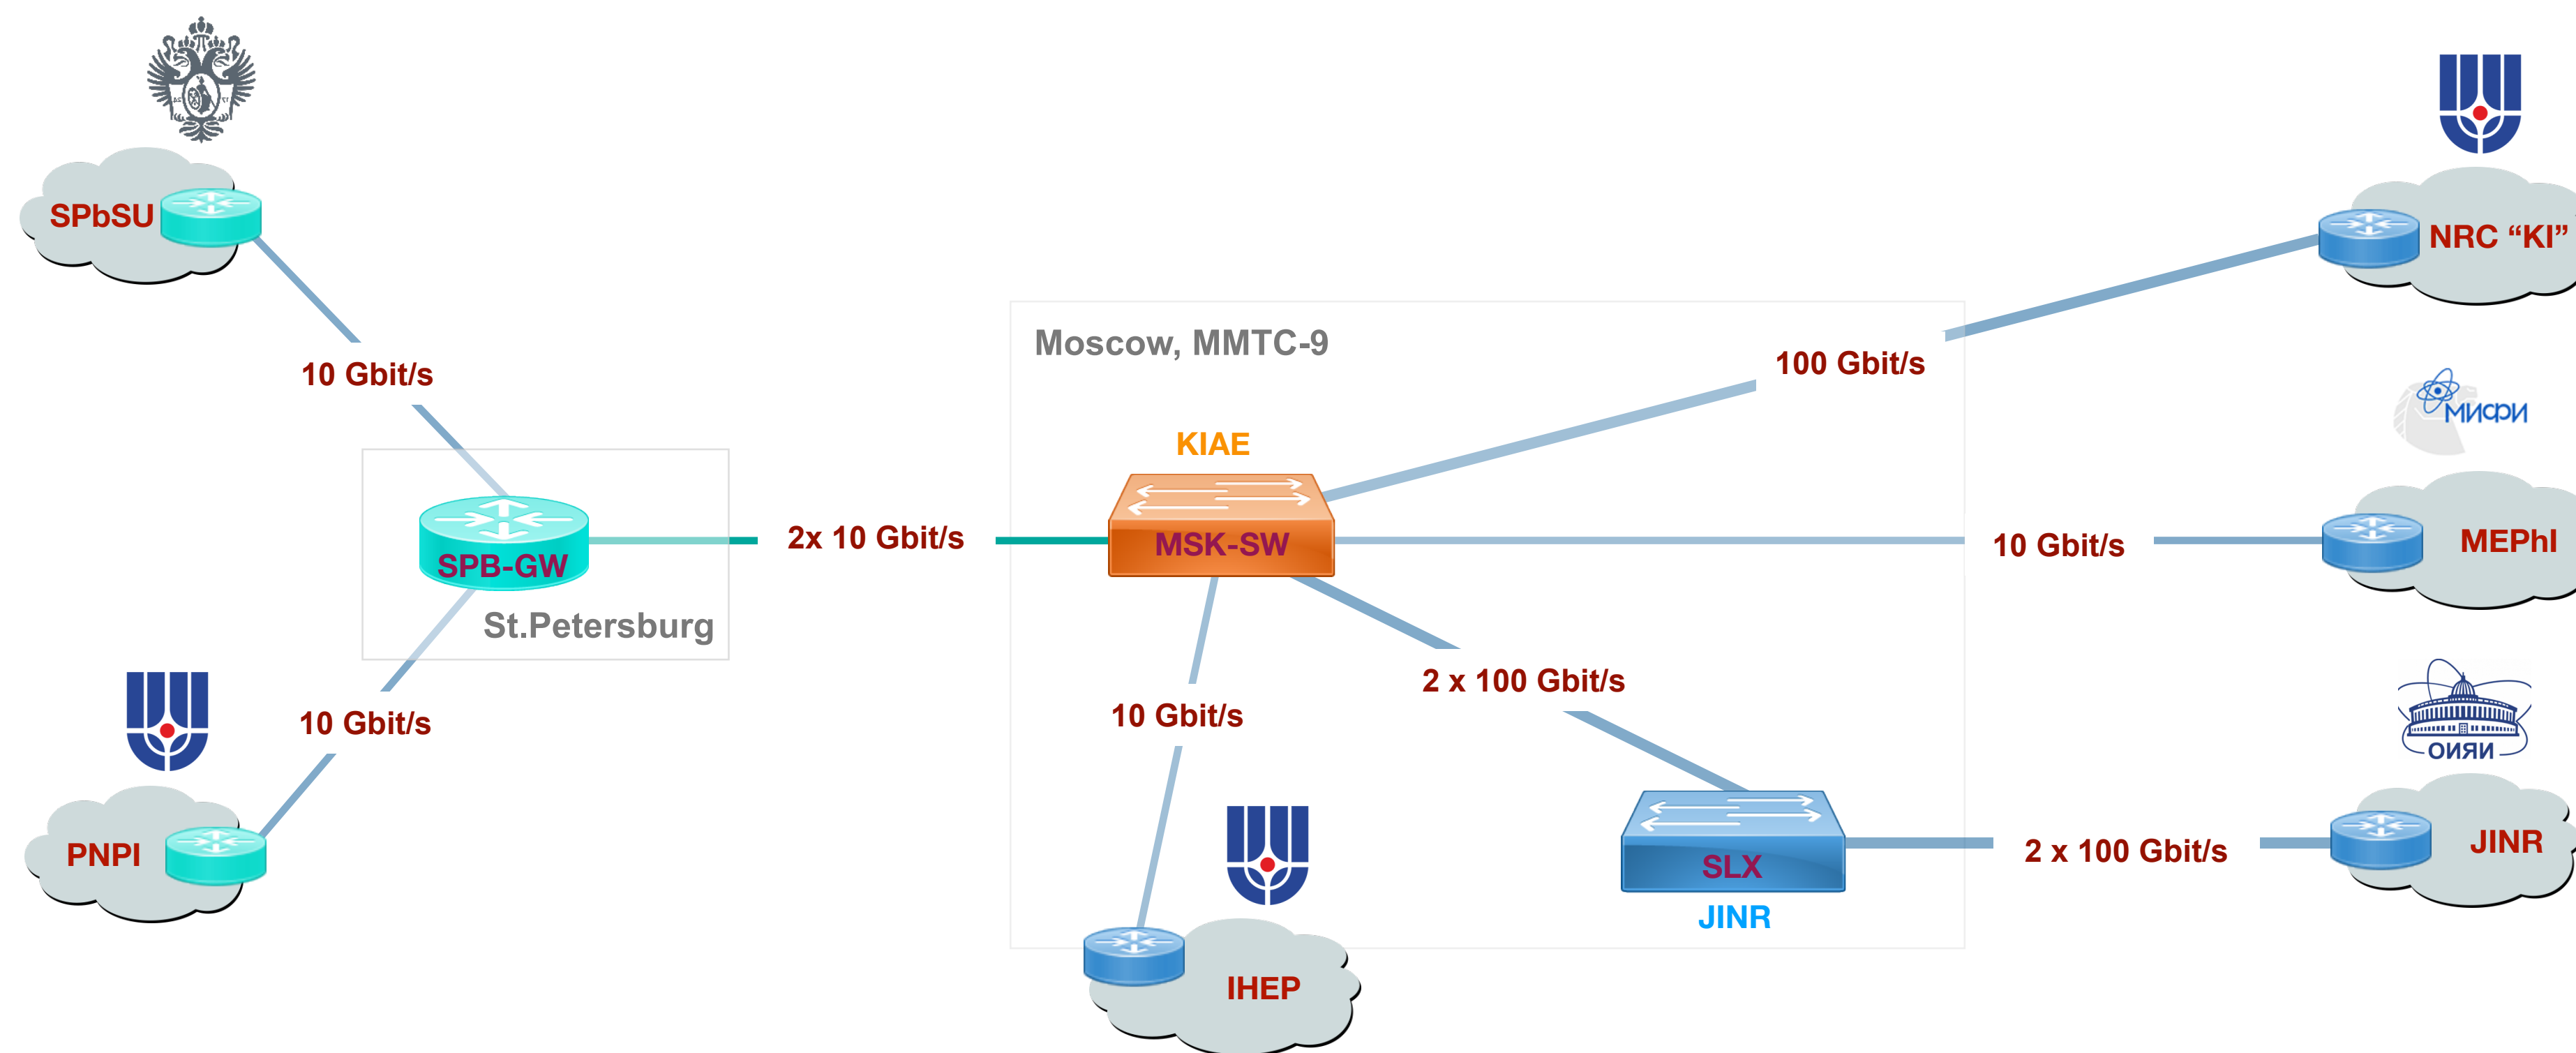 SPbSU
NRC “KI”
Moscow, MMTC-9
100 Gbit/s
10 Gbit/s
МИФИ
KIAE
2x 10 Gbit/s
MSK-SW
10 Gbit/s
MEPhI
SPB-GW
St.Petersburg
2 x 100 Gbit/s
10 Gbit/s
10 Gbit/s
ОИЯИ
PNPI
SLX
2 x 100 Gbit/s
JINR
JINR
IHEP